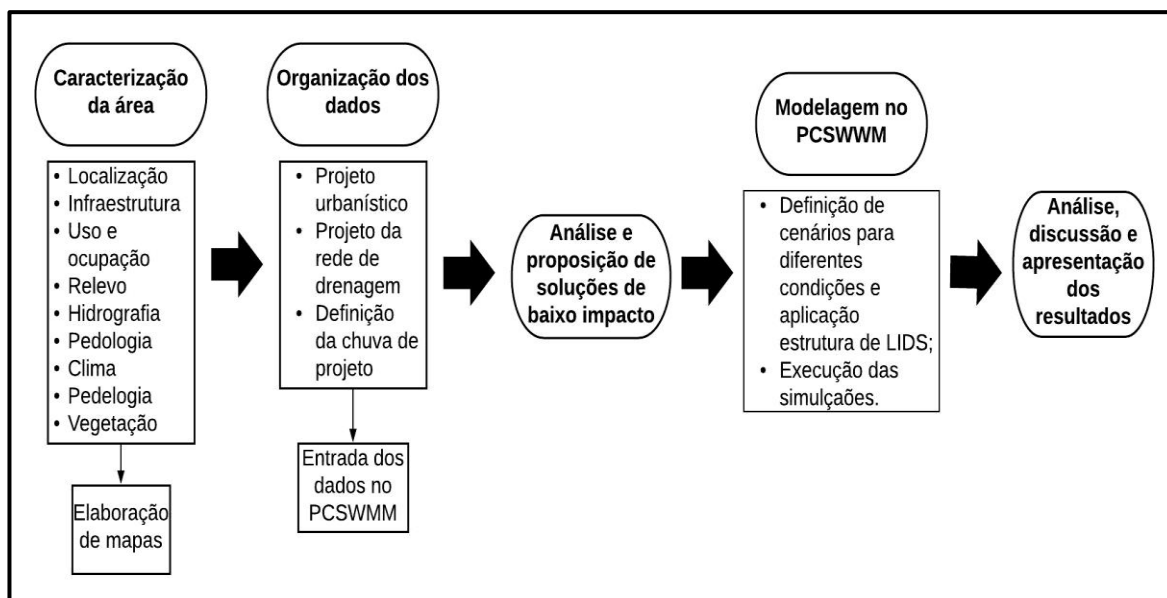 Caracterização
da área
• Localização
• Infraestrutura
• Uso e
ocupação
• Relevo
• Hidrografia
• Pedologia
• Clima
• Pedelogia
• Vegetação
Elaboração
de mapas
Organização dos
dados
• Projeto
urbanístico
• Projeto da
rede de
drenagem
• Definição
da chuva de
projeto
Entrada dos
dados no
PCSWMM
Análise e
proposição de
soluções de
baixo impacto
Modelagem no
PCSWWM
• Definição de
cenários para
diferentes
condições e
aplicação
estrutura de LIDS;
• Execução das
simulçaões.
Análise,
discussão e
apresentação
dos
resultados